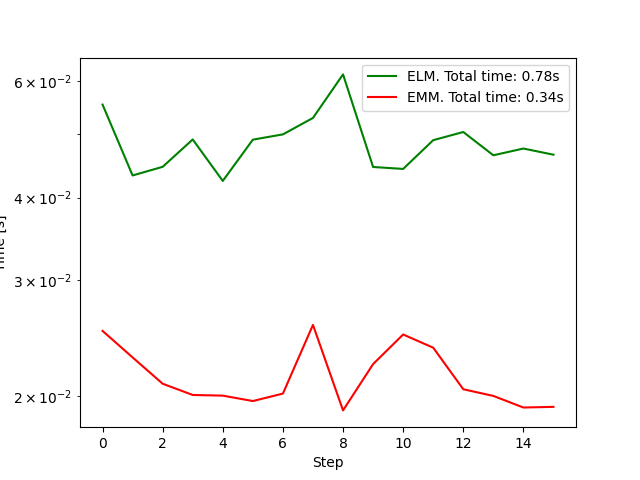 ELM. Total time: 0.78s
EMM. Total time: 0.34s
6 × 10⁻²
4 × 10⁻²
3 × 10⁻²
2 × 10⁻²
Time [s]
0 2 4 6 8 10 12 14
Step